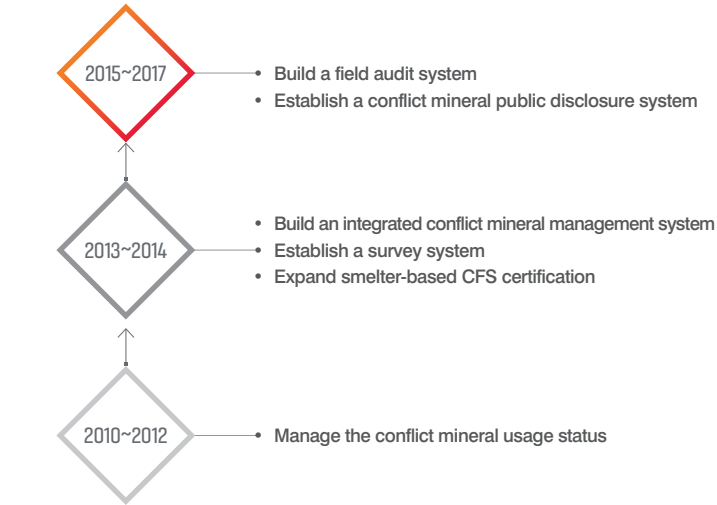 2015~2017
• Build a field audit system
• Establish a conflict mineral public disclosure system
2013~2014
• Build an integrated conflict mineral management system
• Establish a survey system
• Expand smelter-based CFS certification
2010~2012
• Manage the conflict mineral usage status